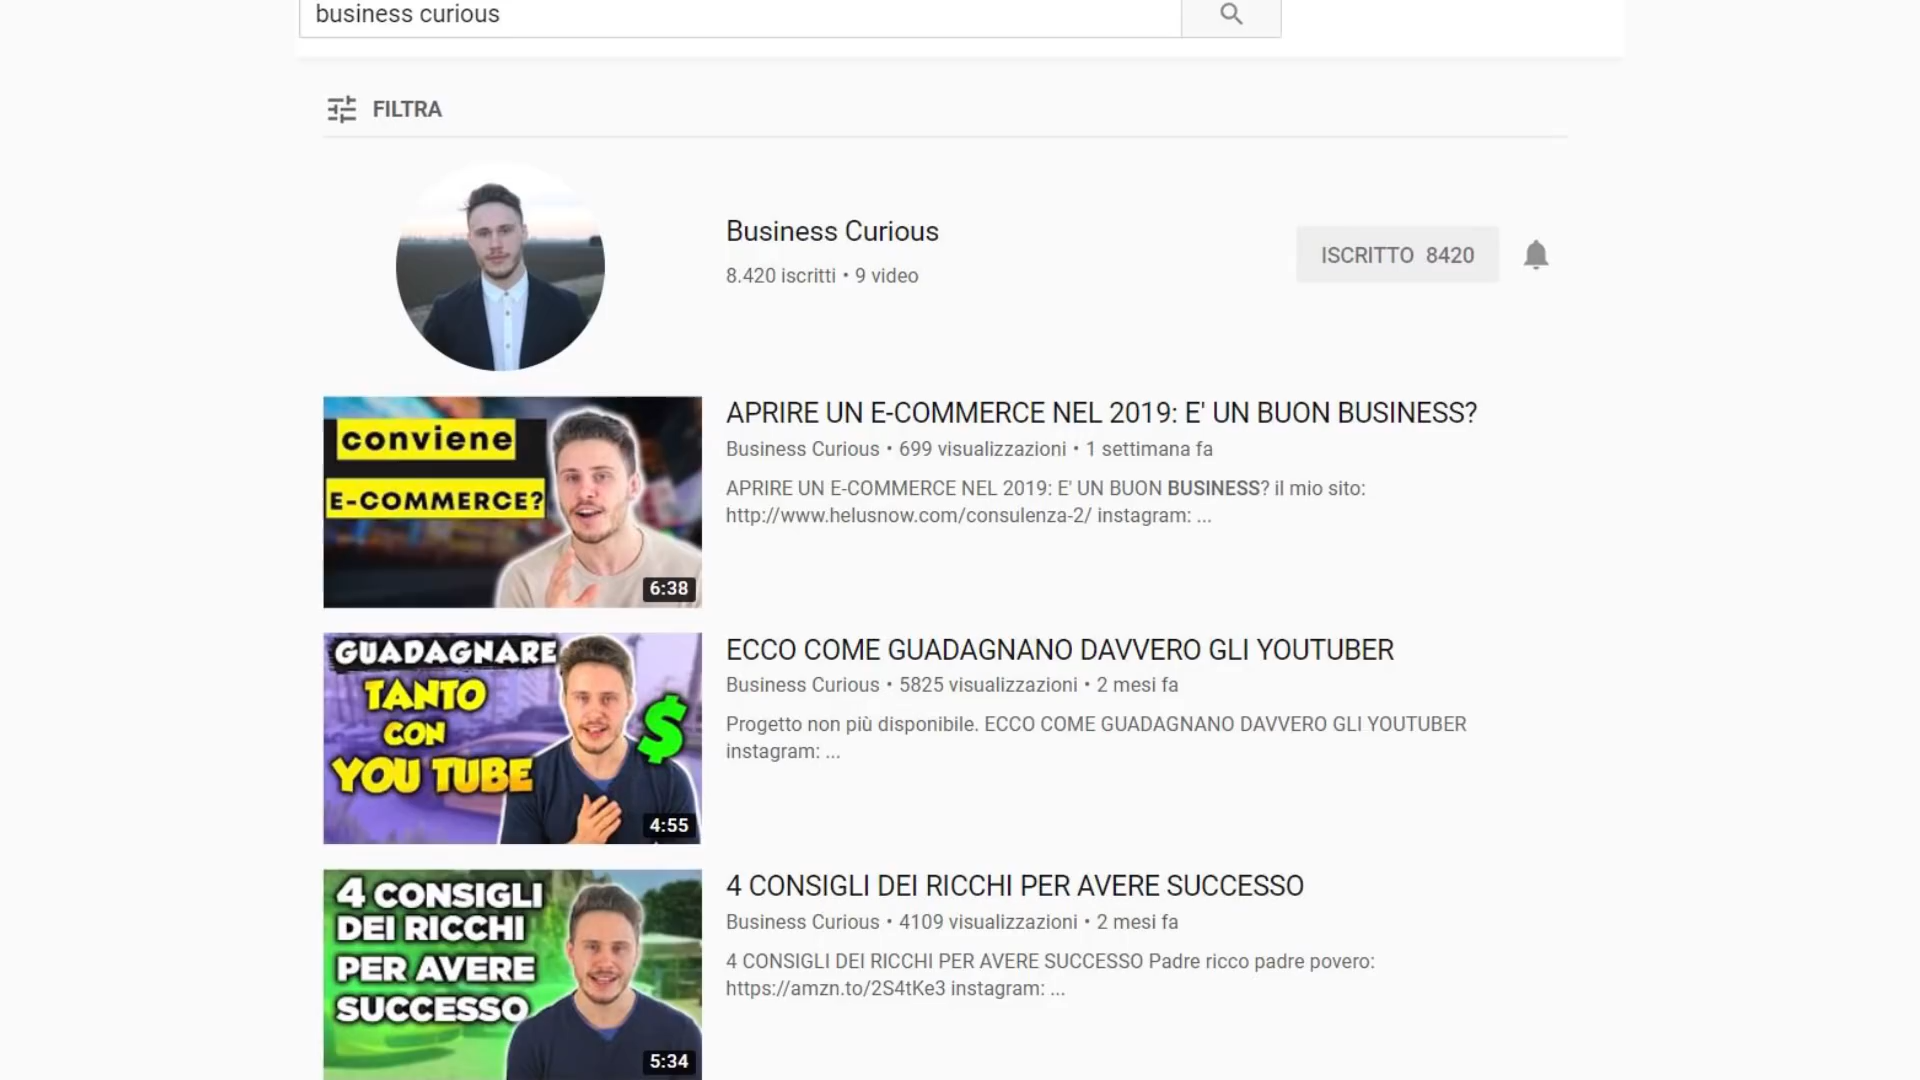 business curious
FILTRA
Business Curious
8.420 iscritti • 9 video
ISCRITTO 8420
conviene
E-COMMERCE?
6:38
APRIRE UN E-COMMERCE NEL 2019: E' UN BUON BUSINESS?
Business Curious • 699 visualizzazioni • 1 settimana fa
APRIRE UN E-COMMERCE NEL 2019: E' UN BUON BUSINESS? il mio sito:
http://www.helusnow.com/consulenza-2/ instagram: ...
GUADAGNARE
TANTO
CON
YOU TUBE
$
4:55
ECCO COME GUADAGNANO DAVVERO GLI YOUTUBER
Business Curious • 5825 visualizzazioni • 2 mesi fa
Progetto non più disponibile. ECCO COME GUADAGNANO DAVVERO GLI YOUTUBER
instagram: ...
4 CONSIGLI
DEI RICCHI
PER AVERE
SUCCESSO
5:34
4 CONSIGLI DEI RICCHI PER AVERE SUCCESSO
Business Curious • 4109 visualizzazioni • 2 mesi fa
4 CONSIGLI DEI RICCHI PER AVERE SUCCESSO Padre ricco padre povero:
https://amzn.to/2S4tKe3 instagram: ...